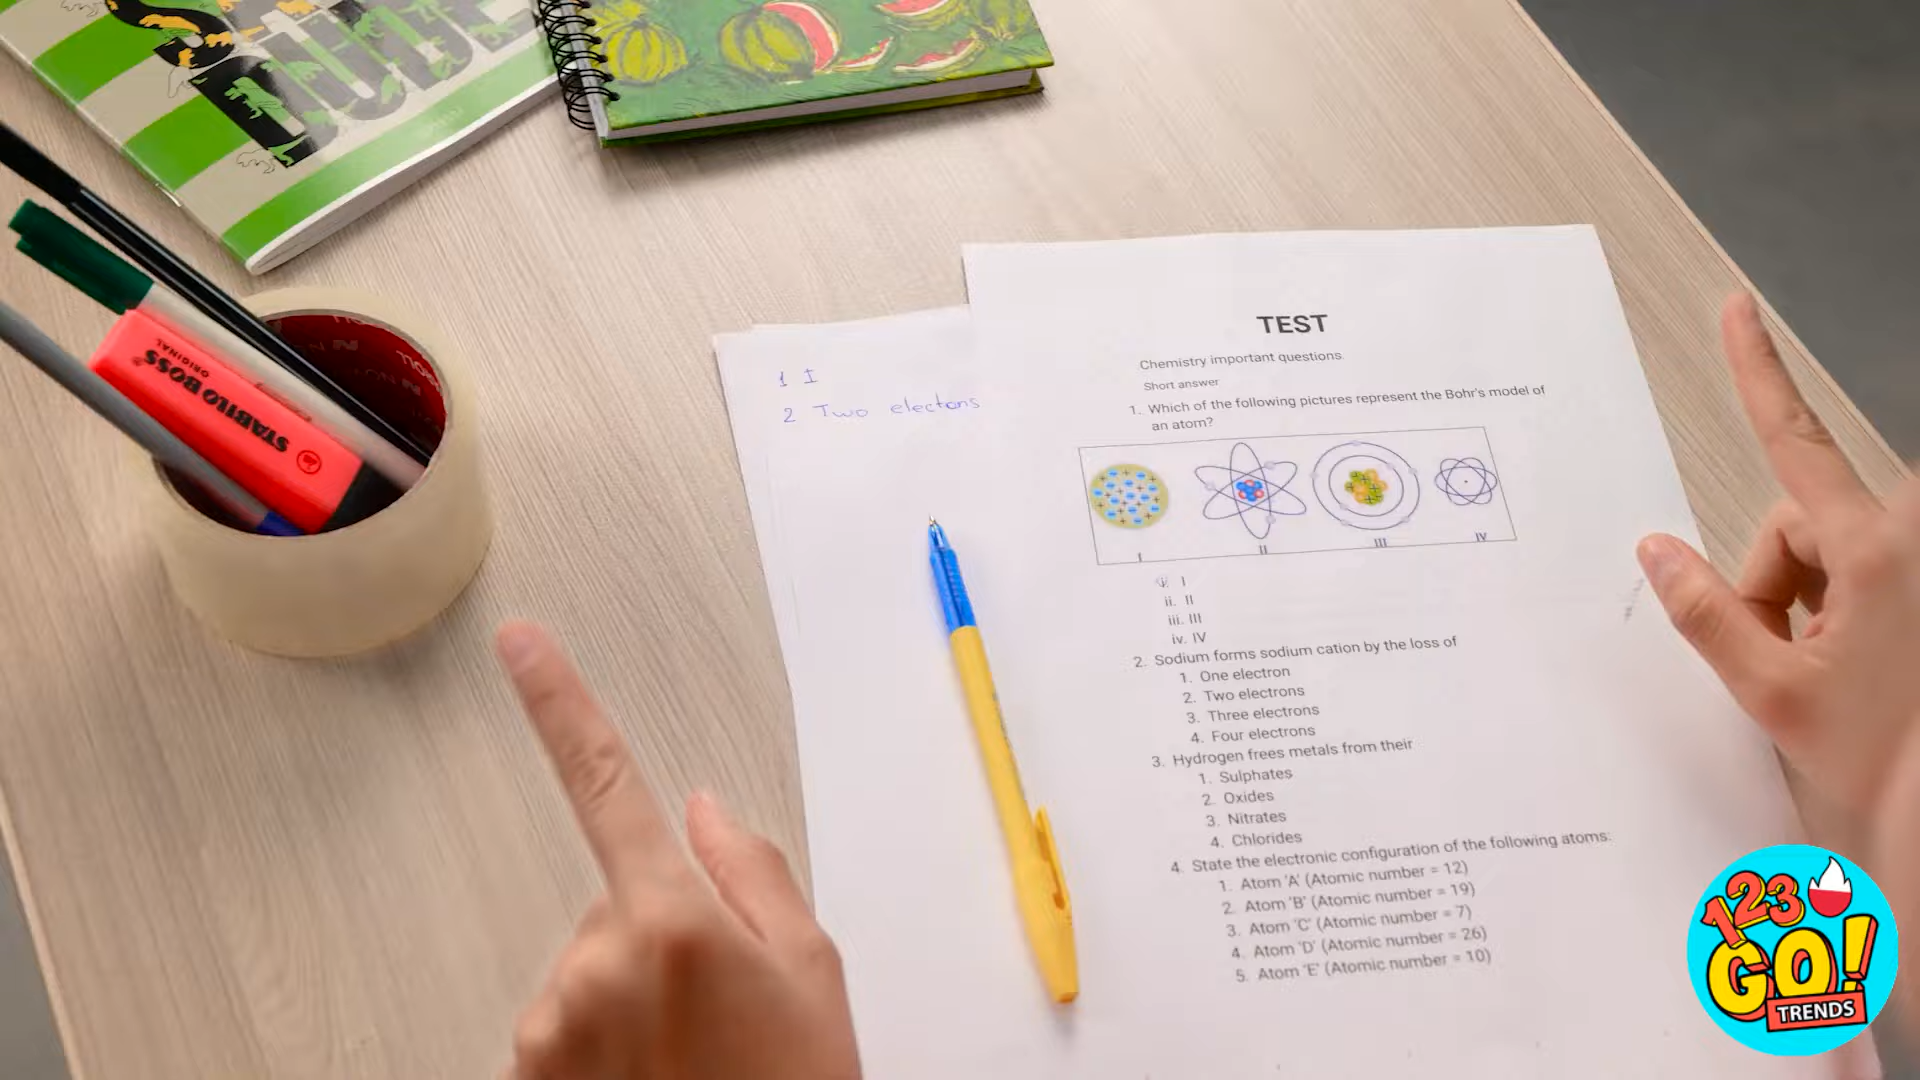 STABILO BOSS
ORIGINAL
1 I
2 Two electons
TEST
Chemistry important questions.
Short answer
1. Which of the following pictures represent the Bohr's model of
an atom?
I II III IV
i. I
ii. II
iii. III
iv. IV
2. Sodium forms sodium cation by the loss of
1. One electron
2. Two electrons
3. Three electrons
4. Four electrons
3. Hydrogen frees metals from their
1. Sulphates
2. Oxides
3. Nitrates
4. Chlorides
4. State the electronic configuration of the following atoms:
1. Atom 'A' (Atomic number = 12)
2. Atom 'B' (Atomic number = 19)
3. Atom 'C' (Atomic number = 7)
4. Atom 'D' (Atomic number = 26)
5. Atom 'E' (Atomic number = 10)
123
GO!
TRENDS